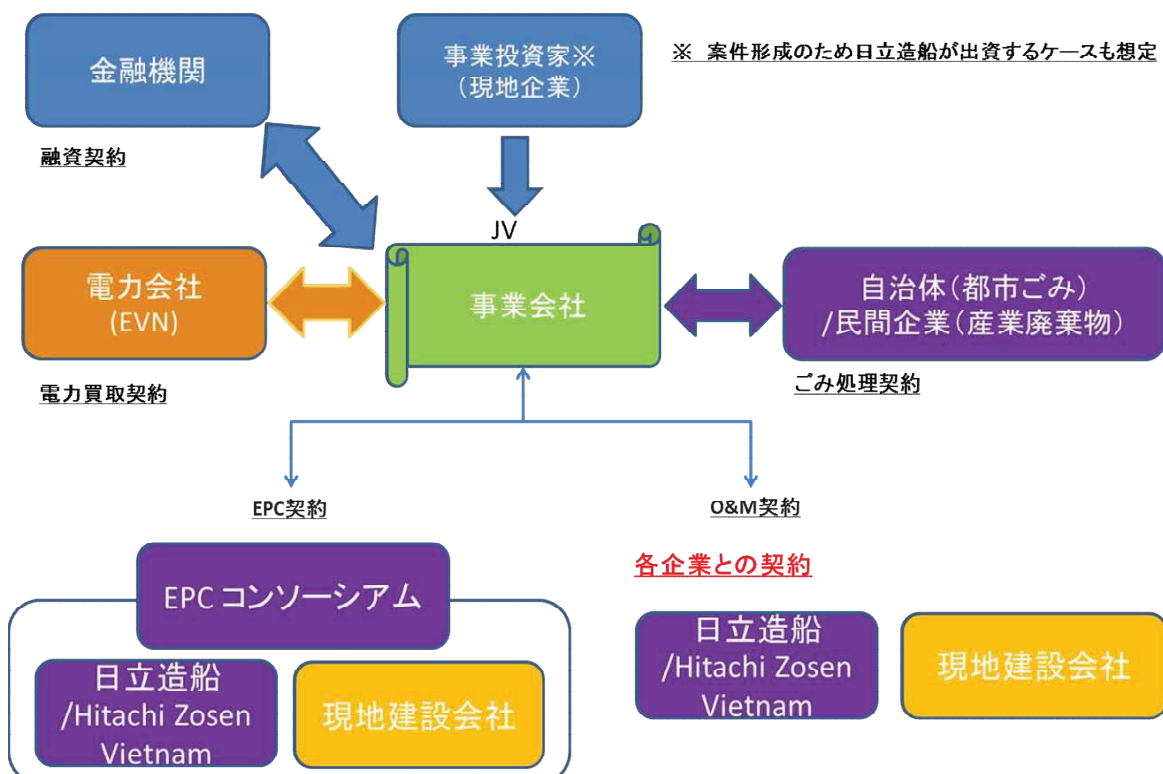 金融機関
事業投資家※
(現地企業)
※ 案件形成のため日立造船が出資するケースも想定
融資契約
JV
電力会社
(EVN)
事業会社
自治体(都市ごみ)
/民間企業(産業廃棄物)
電力買取契約
ごみ処理契約
EPC契約
O&M契約
各企業との契約
EPC コンソーシアム
日立造船
/Hitachi Zosen
Vietnam
現地建設会社
日立造船
/Hitachi Zosen
Vietnam
現地建設会社